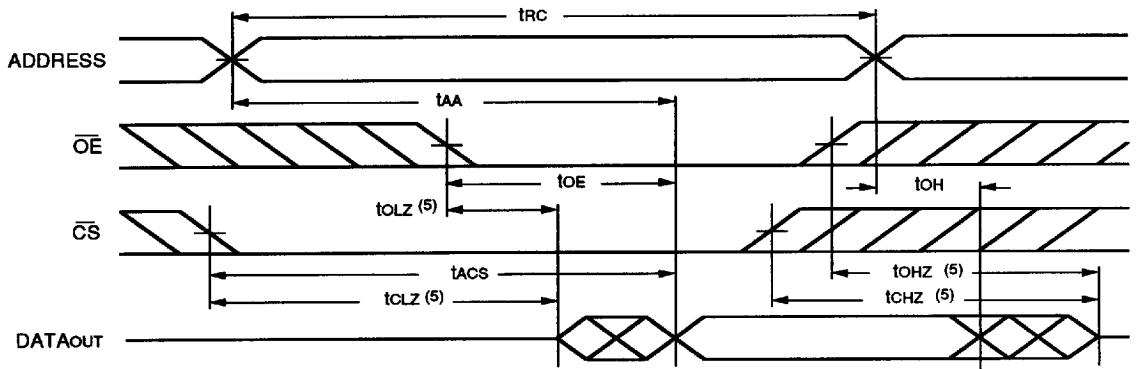 tRC
ADDRESS
tAA
OE
tOE
tOH
tOLZ (5)
CS
tACS
tOHZ (5)
tCLZ (5)
tCHZ (5)
DATAOUT